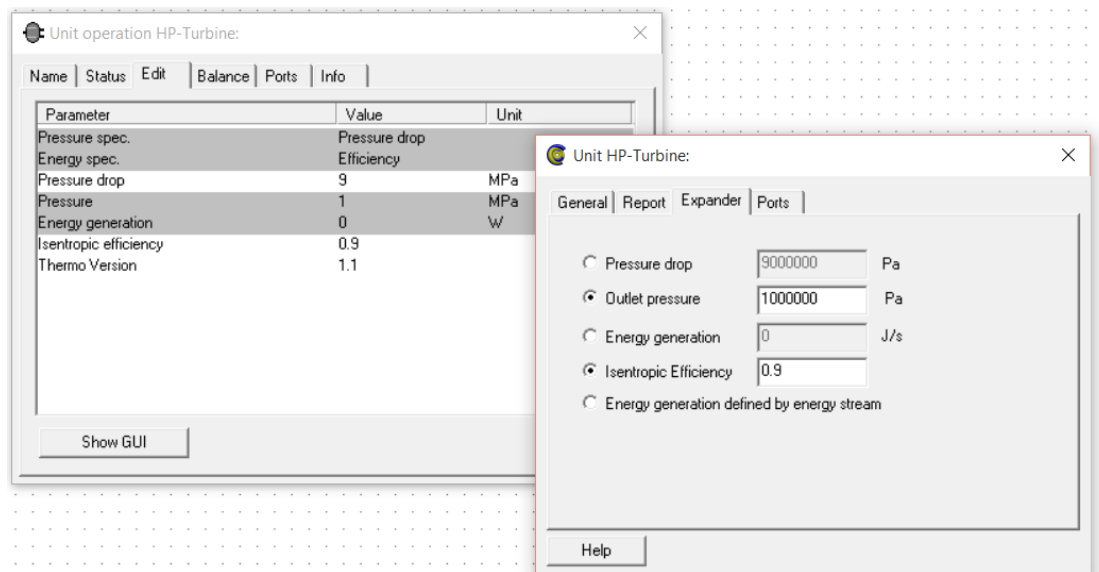 Unit operation HP-Turbine:
Name Status Edit Balance Ports Info
Parameter Value Unit
Pressure spec. Pressure drop
Energy spec. Efficiency
Pressure drop 9 MPa
Pressure 1 MPa
Energy generation 0 W
Isentropic efficiency 0.9
Thermo Version 1.1
Show GUI
Unit HP-Turbine:
General Report Expander Ports
Pressure drop 9000000 Pa
Outlet pressure 1000000 Pa
Energy generation 0 J/s
Isentropic Efficiency 0.9
Energy generation defined by energy stream
Help